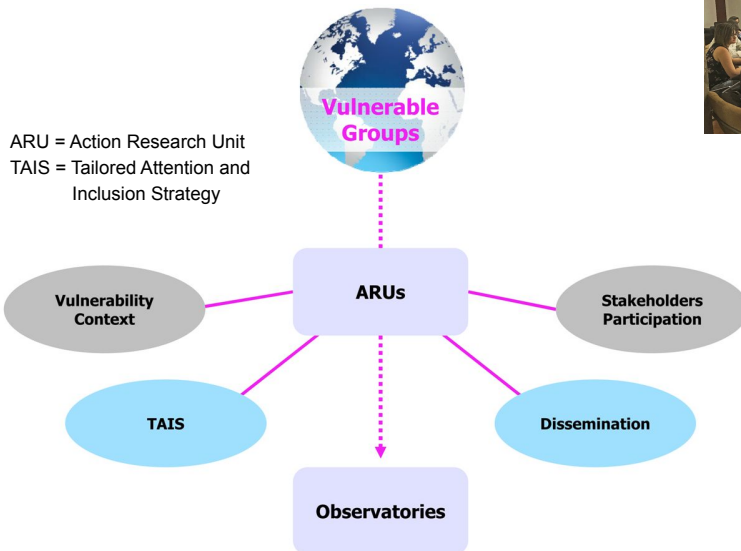 Vulnerable
Groups
ARU = Action Research Unit
TAIS = Tailored Attention and
Inclusion Strategy
ARUs
Vulnerability
Context
Stakeholders
Participation
TAIS
Dissemination
Observatories